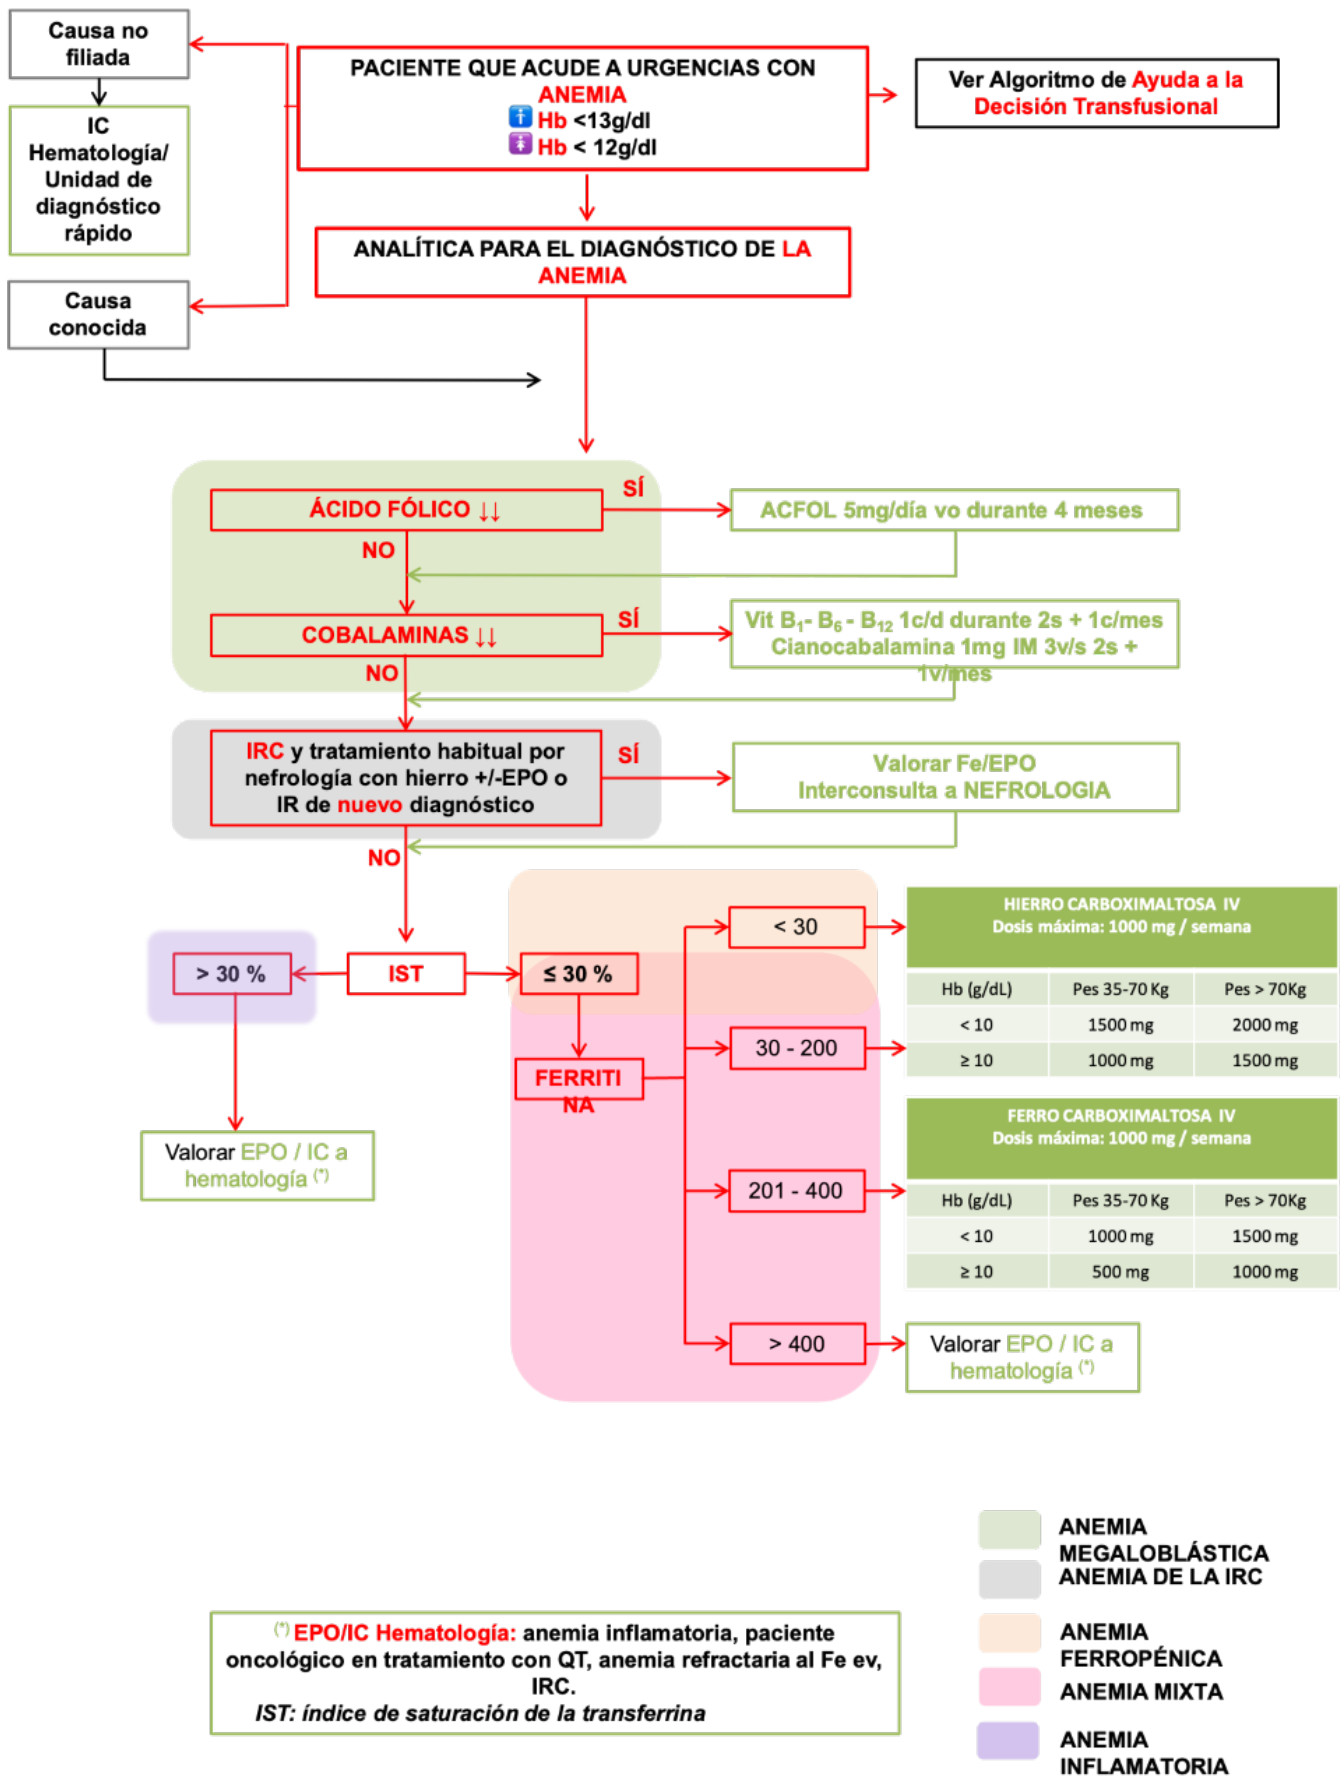 Causa no
filiada
IC
Hematología/
Unidad de
diagnóstico
rápido
Causa
conocida
PACIENTE QUE ACUDE A URGENCIAS CON
ANEMIA
Hb <13g/dl
Hb < 12g/dl
Ver Algoritmo de Ayuda a la
Decisión Transfusional
ANALÍTICA PARA EL DIAGNÓSTICO DE LA
ANEMIA
ÁCIDO FÓLICO ↓↓
SÍ
ACFOL 5mg/día vo durante 4 meses
NO
COBALAMINAS ↓↓
SÍ
Vit B₁- B₆ - B₁₂ 1c/d durante 2s + 1c/mes
Cianocabalamina 1mg IM 3v/s 2s +
1v/mes
NO
IRC y tratamiento habitual por
nefrología con hierro +/-EPO o
IR de nuevo diagnóstico
SÍ
Valorar Fe/EPO
Interconsulta a NEFROLOGIA
NO
> 30 %
IST
≤ 30 %
Valorar EPO / IC a
hematología (*)
FERRITI
NA
< 30
30 - 200
201 - 400
> 400
HIERRO CARBOXIMALTOSA IV
Dosis máxima: 1000 mg / semana
Hb (g/dL) Pes 35-70 Kg Pes > 70Kg
< 10 1500 mg 2000 mg
≥ 10 1000 mg 1500 mg
FERRO CARBOXIMALTOSA IV
Dosis máxima: 1000 mg / semana
Hb (g/dL) Pes 35-70 Kg Pes > 70Kg
< 10 1000 mg 1500 mg
≥ 10 500 mg 1000 mg
Valorar EPO / IC a
hematología (*)
ANEMIA
MEGALOBLÁSTICA
ANEMIA DE LA IRC
ANEMIA
FERROPÉNICA
ANEMIA MIXTA
ANEMIA
INFLAMATORIA
(*) EPO/IC Hematología: anemia inflamatoria, paciente
oncológico en tratamiento con QT, anemia refractaria al Fe ev,
IRC.
IST: índice de saturación de la transferrina